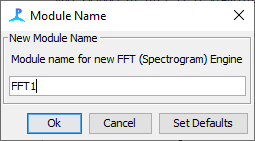 Module Name
New Module Name
Module name for new FFT (Spectrogram) Engine
FFT1
Ok
Cancel
Set Defaults